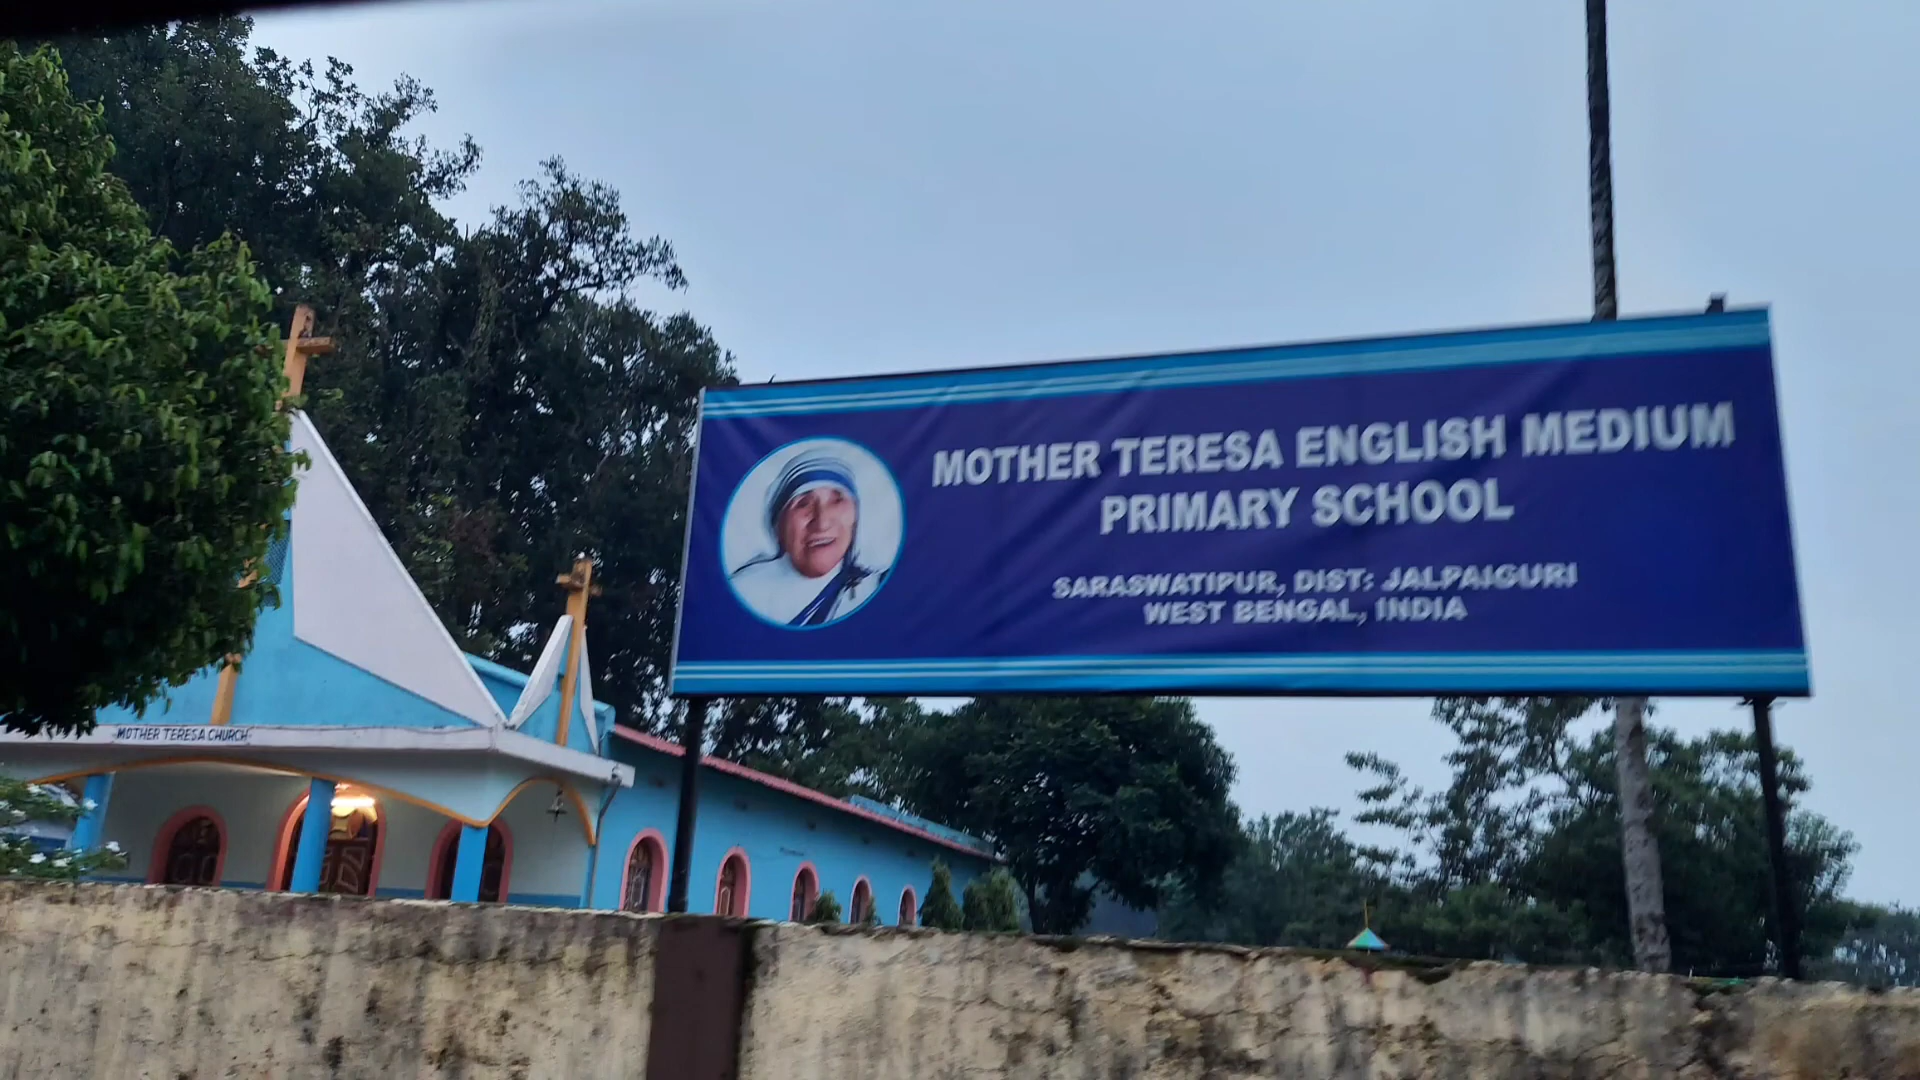 MOTHER TERESA ENGLISH MEDIUM
PRIMARY SCHOOL
SARASWATIPUR, DIST: JALPAIGURI
WEST BENGAL, INDIA
MOTHER TERESA CHURCH